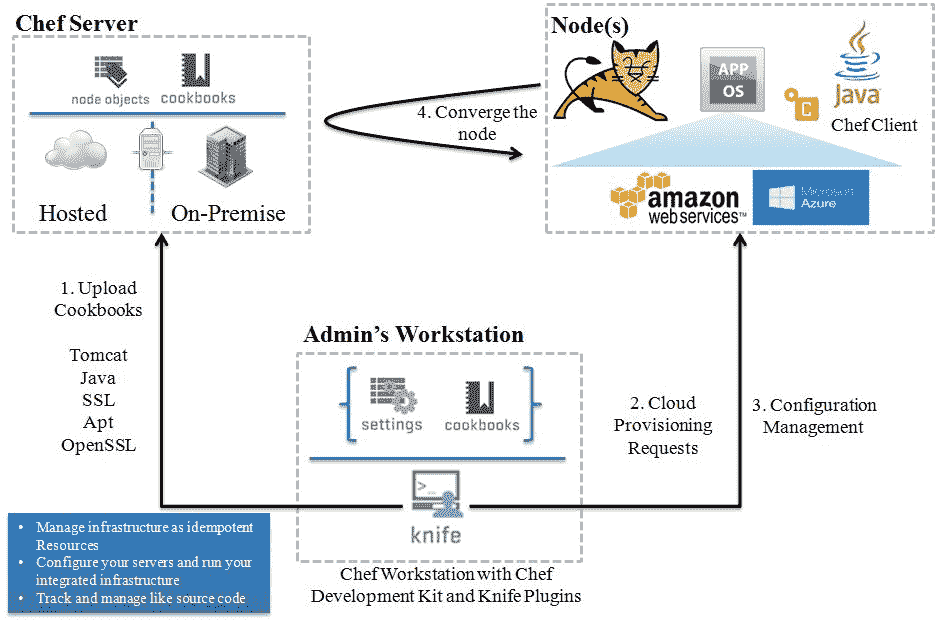 Chef Server
node objects
cookbooks
Hosted
On-Premise
Node(s)
APP
OS
C
Java
Chef Client
amazon
webservices™
Microsoft
Azure
4. Converge the
node
1. Upload
Cookbooks
Tomcat
Java
SSL
Apt
OpenSSL
Admin's Workstation
settings
cookbooks
>_
knife
2. Cloud
Provisioning
Requests
3. Configuration
Management
• Manage infrastructure as idempotent
Resources
• Configure your servers and run your
integrated infrastructure
• Track and manage like source code
Chef Workstation with Chef
Development Kit and Knife Plugins